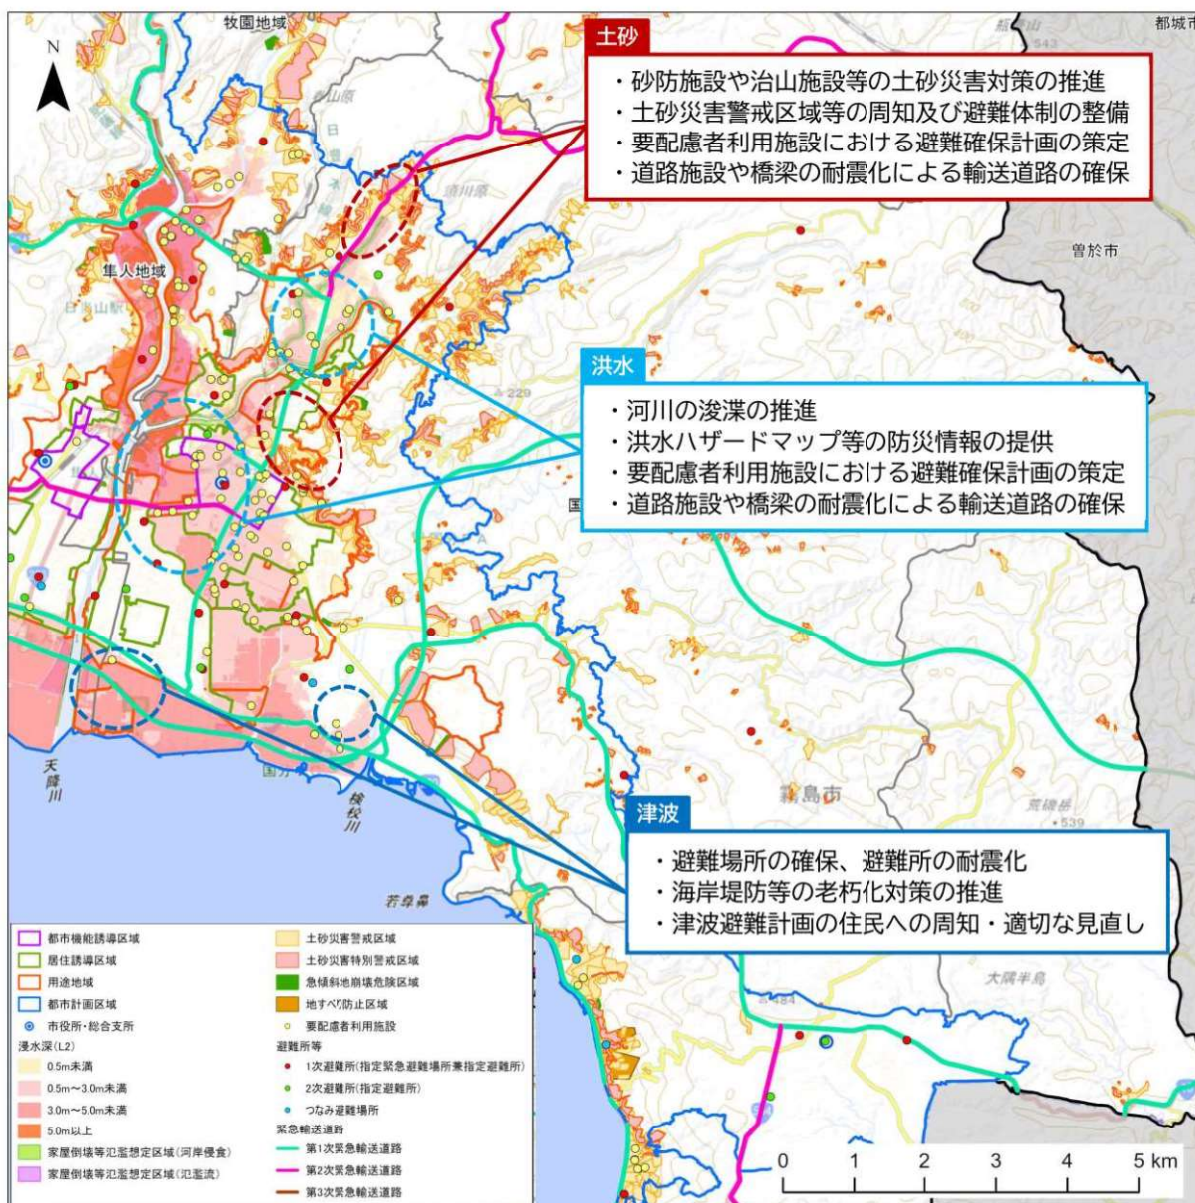 牧園地域
都城市
543
N
土砂
・砂防施設や治山施設等の土砂災害対策の推進
・土砂災害警戒区域等の周知及び避難体制の整備
・要配慮者利用施設における避難確保計画の策定
・道路施設や橋梁の耐震化による輸送道路の確保
春山原
須川原
曽於市
隼人地域
日当山駅
400
229
洪水
・河川の浚渫の推進
・洪水ハザードマップ等の防災情報の提供
・要配慮者利用施設における避難確保計画の策定
・道路施設や橋梁の耐震化による輸送道路の確保
国
天降川
国分
検校川
霧島市
荒磯岳
・539
津波
・避難場所の確保、避難所の耐震化
・海岸堤防等の老朽化対策の推進
・津波避難計画の住民への周知・適切な見直し
若尊鼻
大隅半島
484
都市機能誘導区域
居住誘導区域
用途地域
都市計画区域
市役所・総合支所
浸水深(L2)
0.5m未満
0.5m～3.0m未満
3.0m～5.0m未満
5.0m以上
家屋倒壊等氾濫想定区域(河岸侵食)
家屋倒壊等氾濫想定区域(氾濫流)
土砂災害警戒区域
土砂災害特別警戒区域
急傾斜地崩壊危険区域
地すべり防止区域
要配慮者利用施設
避難所等
1次避難所(指定緊急避難場所兼指定避難所)
2次避難所(指定避難所)
つなみ避難場所
緊急輸送道路
第1次緊急輸送道路
第2次緊急輸送道路
第3次緊急輸送道路
0 1 2 3 4 5 km